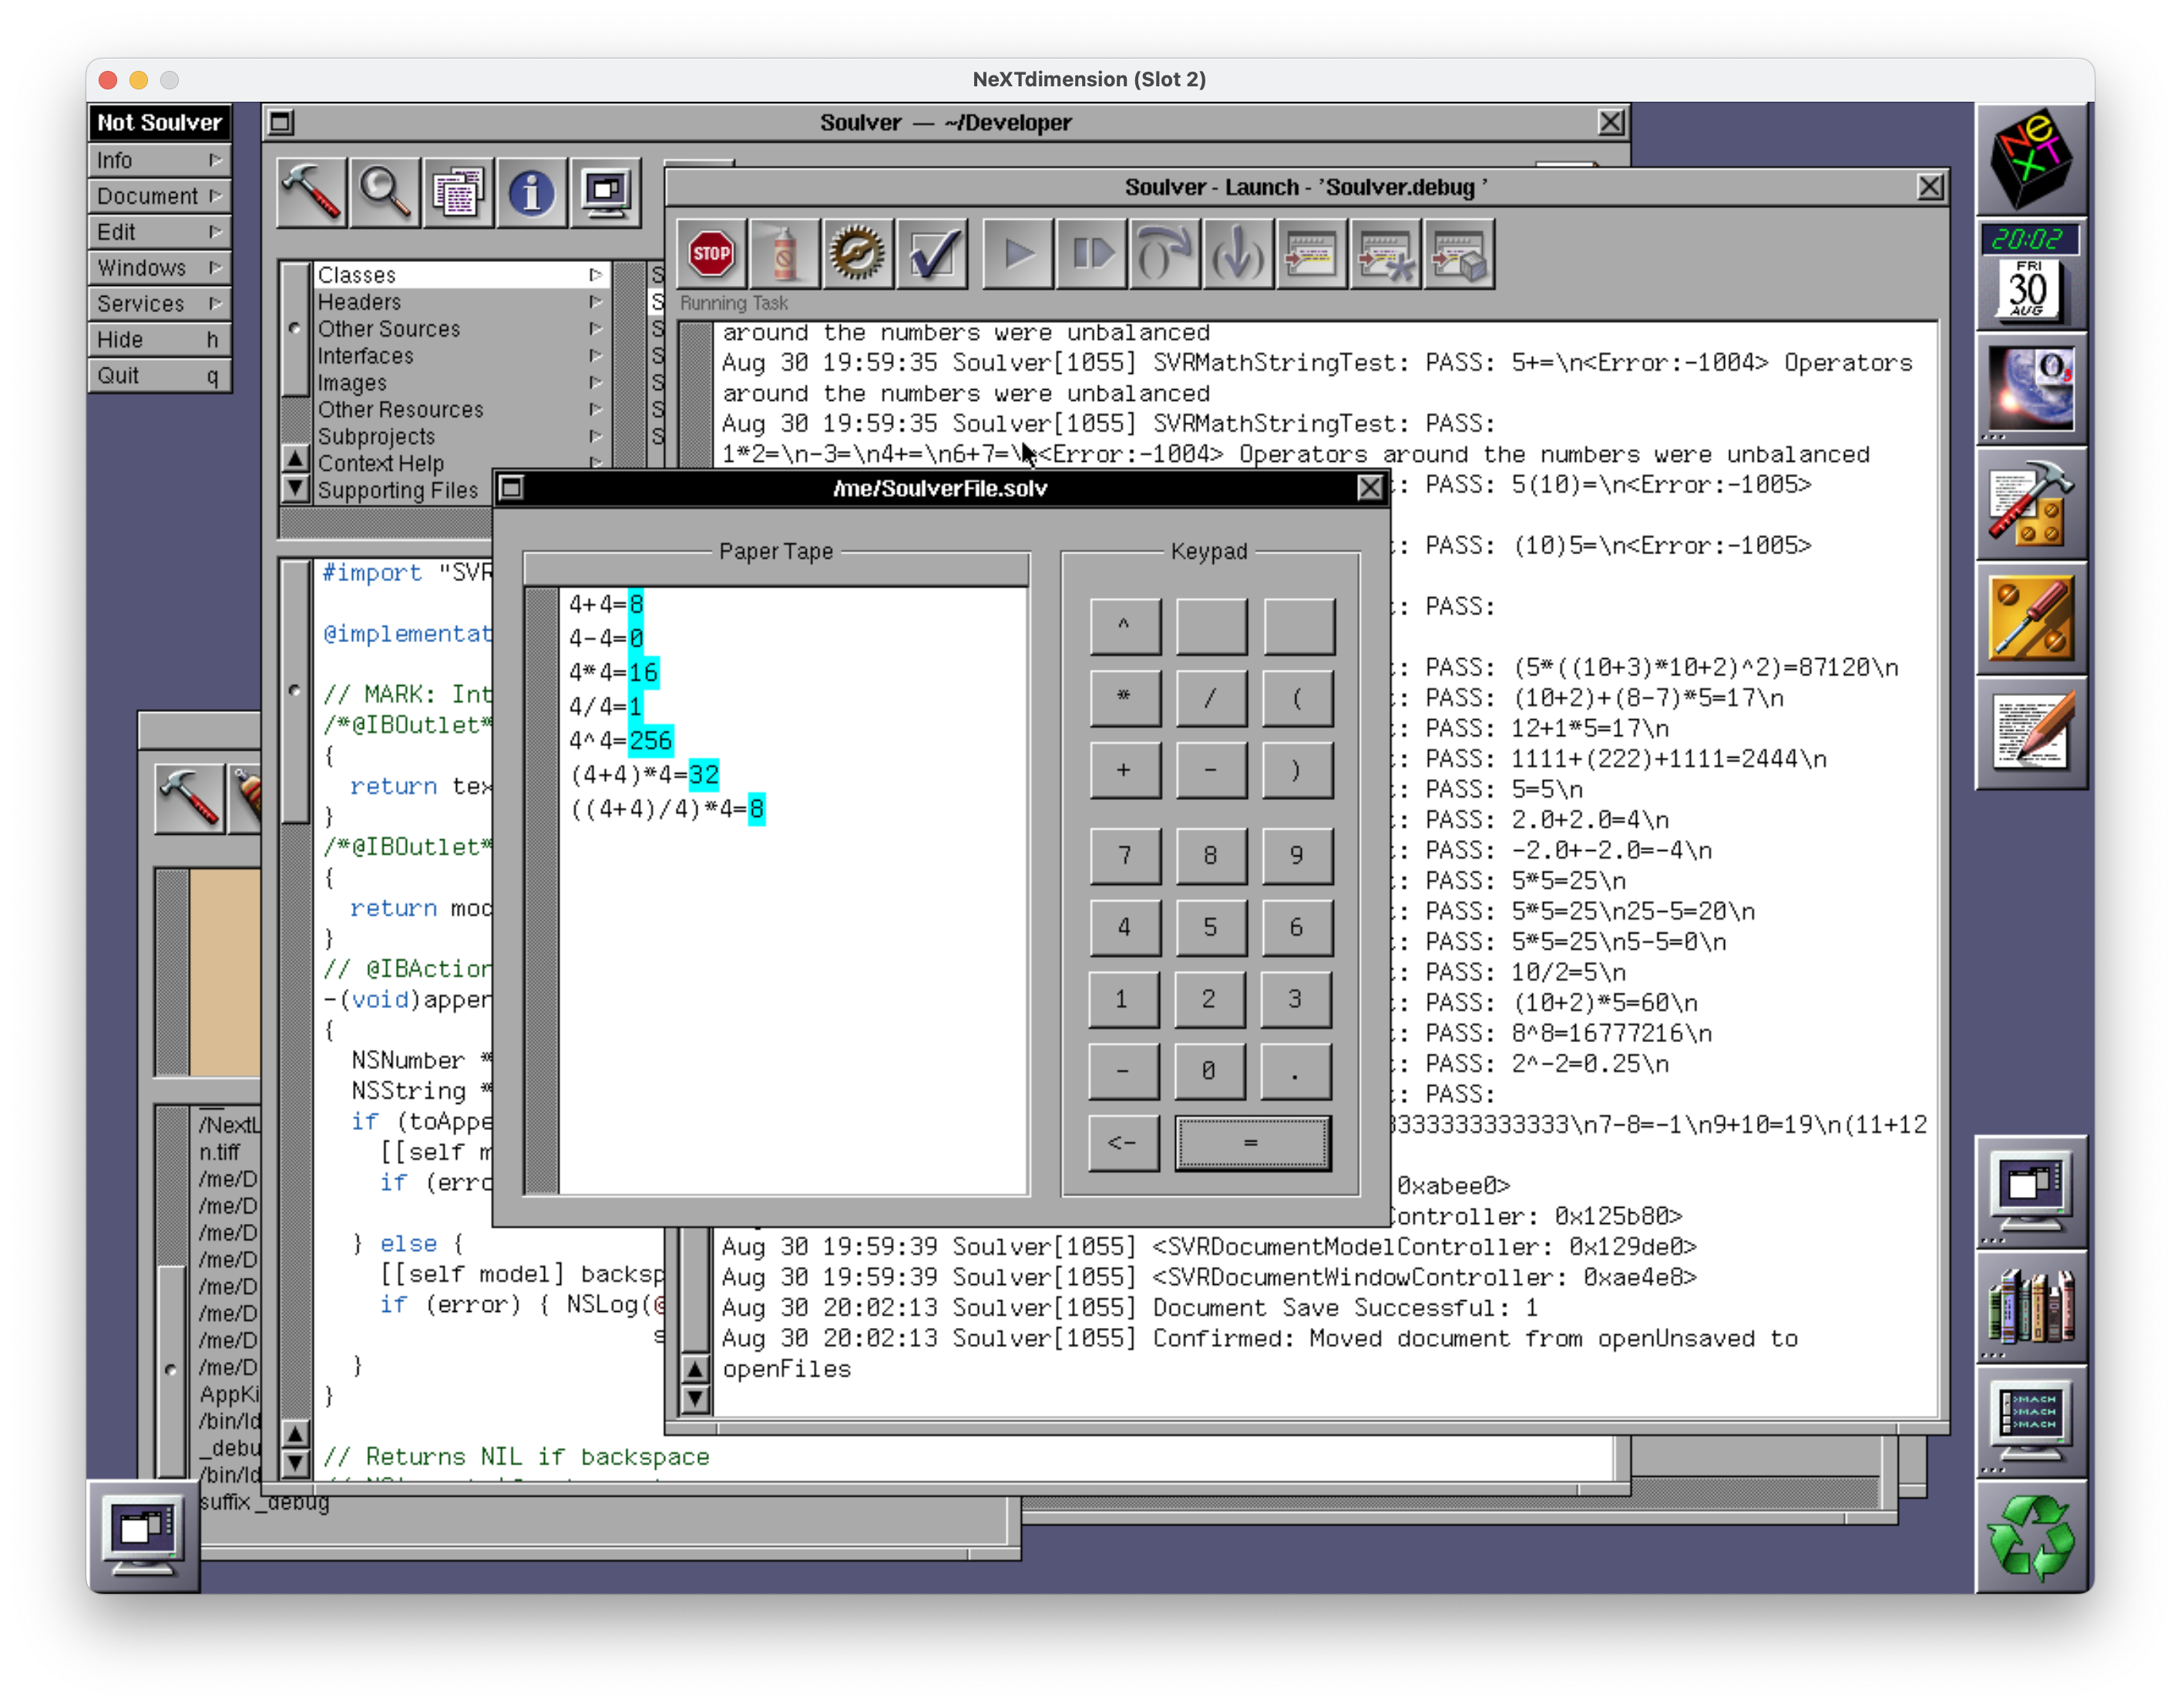 NeXTdimension (Slot 2)
Not Soulver
Info
Document
Edit
Windows
Services
Hide h
Quit q
Soulver — ~/Developer
Classes
Headers
Other Sources
Interfaces
Images
Other Resources
Subprojects
Context Help
Supporting Files
S
S
S
S
S
S
S
#import "SVR
@implementat
// MARK: Int
/*@IBOutlet*
{
return tex
}
/*@IBOutlet*
{
return moc
}
// @IBAction
-(void)apper
{
NSNumber *
NSString *
if (toAppe
[[self m
if (errc
} else {
[[self model] backsp
if (error) { NSLog(@
s
}
}
// Returns NIL if backspace
Soulver - Launch - 'Soulver.debug '
STOP
Running Task
around the numbers were unbalanced
Aug 30 19:59:35 Soulver[1055] SVRMathStringTest: PASS: 5+=\n<Error:-1004> Operators
around the numbers were unbalanced
Aug 30 19:59:35 Soulver[1055] SVRMathStringTest: PASS:
1*2=\n-3=\n4+=\n6+7=\<Error:-1004> Operators around the numbers were unbalanced
: PASS: 5(10)=\n<Error:-1005>
: PASS: (10)5=\n<Error:-1005>
: PASS:
: PASS: (5*((10+3)*10+2)^2)=87120\n
: PASS: (10+2)+(8-7)*5=17\n
: PASS: 12+1*5=17\n
: PASS: 1111+(222)+1111=2444\n
: PASS: 5=5\n
: PASS: 2.0+2.0=4\n
: PASS: -2.0+-2.0=-4\n
: PASS: 5*5=25\n
: PASS: 5*5=25\n25-5=20\n
: PASS: 5*5=25\n5-5=0\n
: PASS: 10/2=5\n
: PASS: (10+2)*5=60\n
: PASS: 8^8=16777216\n
: PASS: 2^-2=0.25\n
: PASS:
333333333333333\n7-8=-1\n9+10=19\n(11+12
0xabee0>
ontroller: 0x125b80>
Aug 30 19:59:39 Soulver[1055] <SVRDocumentModelController: 0x129de0>
Aug 30 19:59:39 Soulver[1055] <SVRDocumentWindowController: 0xae4e8>
Aug 30 20:02:13 Soulver[1055] Document Save Successful: 1
Aug 30 20:02:13 Soulver[1055] Confirmed: Moved document from openUnsaved to
openFiles
/me/SoulverFile.solv
Paper Tape
4+4=8
4-4=0
4*4=16
4/4=1
4^4=256
(4+4)*4=32
((4+4)/4)*4=8
Keypad
^
* / (
+ - )
7 8 9
4 5 6
1 2 3
- 0 .
<- =
/NextL
n.tiff
/me/D
/me/D
/me/D
/me/D
/me/D
/me/D
/me/D
/me/D
AppKi
/bin/ld
_debu
/bin/ld
suffix _debug
NeXT
20:02
FRI
30
AUG
>MACH
>MACH
>MACH